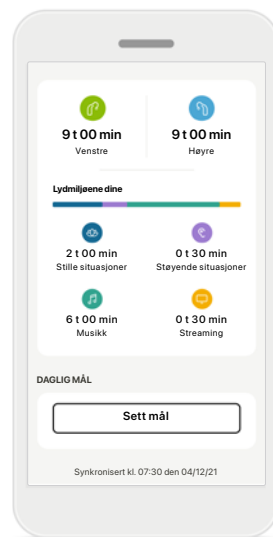 9 t 00 min
9 t 00 min
Venstre
Høyre
Lydmiljøene dine
2 t 00 min
0 t 30 min
Stille situasjoner
Støyende situasjoner
6 t 00 min
0 t 30 min
Musikk
Streaming
DAGLIG MÅL
Sett mål
Synkronisert kl. 07:30 den 04/12/21